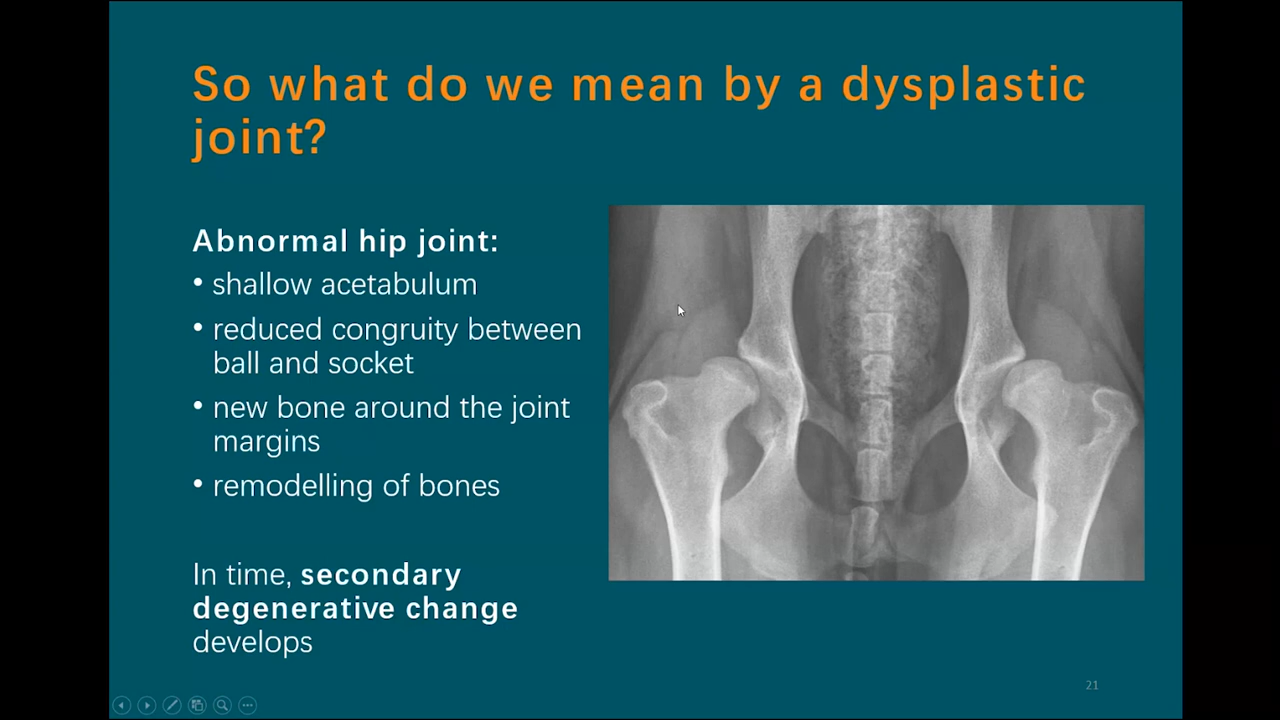 So what do we mean by a dysplastic
joint?
Abnormal hip joint:
• shallow acetabulum
• reduced congruity between
ball and socket
• new bone around the joint
margins
• remodelling of bones
In time, secondary
degenerative change
develops
21